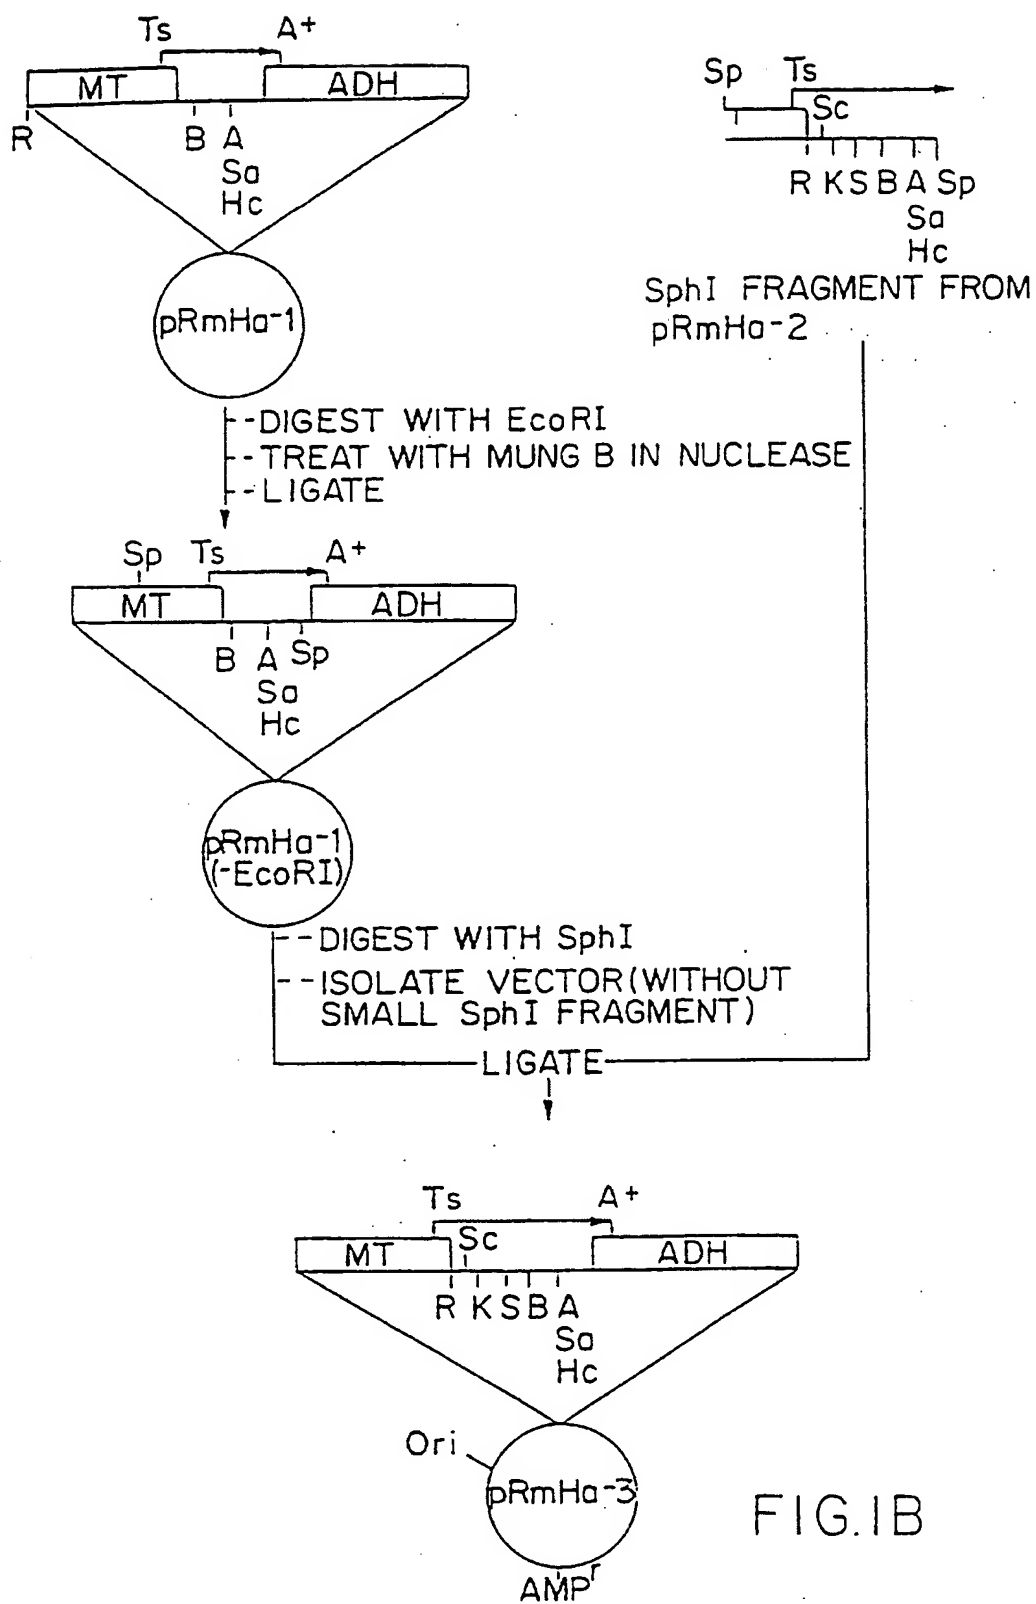 Ts A+
MT ADH
R B A
Sa
Hc
pRmHa-1
Sp Ts
Sc
R K S B A Sp
Sa
Hc
SphI FRAGMENT FROM
pRmHa-2
DIGEST WITH EcoRI
TREAT WITH MUNG B IN NUCLEASE
LIGATE
Sp Ts A+
MT ADH
B A Sp
Sa
Hc
pRmHa-1
(-EcoRI)
DIGEST WITH SphI
ISOLATE VECTOR (WITHOUT
SMALL SphI FRAGMENT)
LIGATE
Ts A+
Sc
MT ADH
R K S B A
Sa
Hc
Ori
pRmHa-3
AMPr
FIG.1B